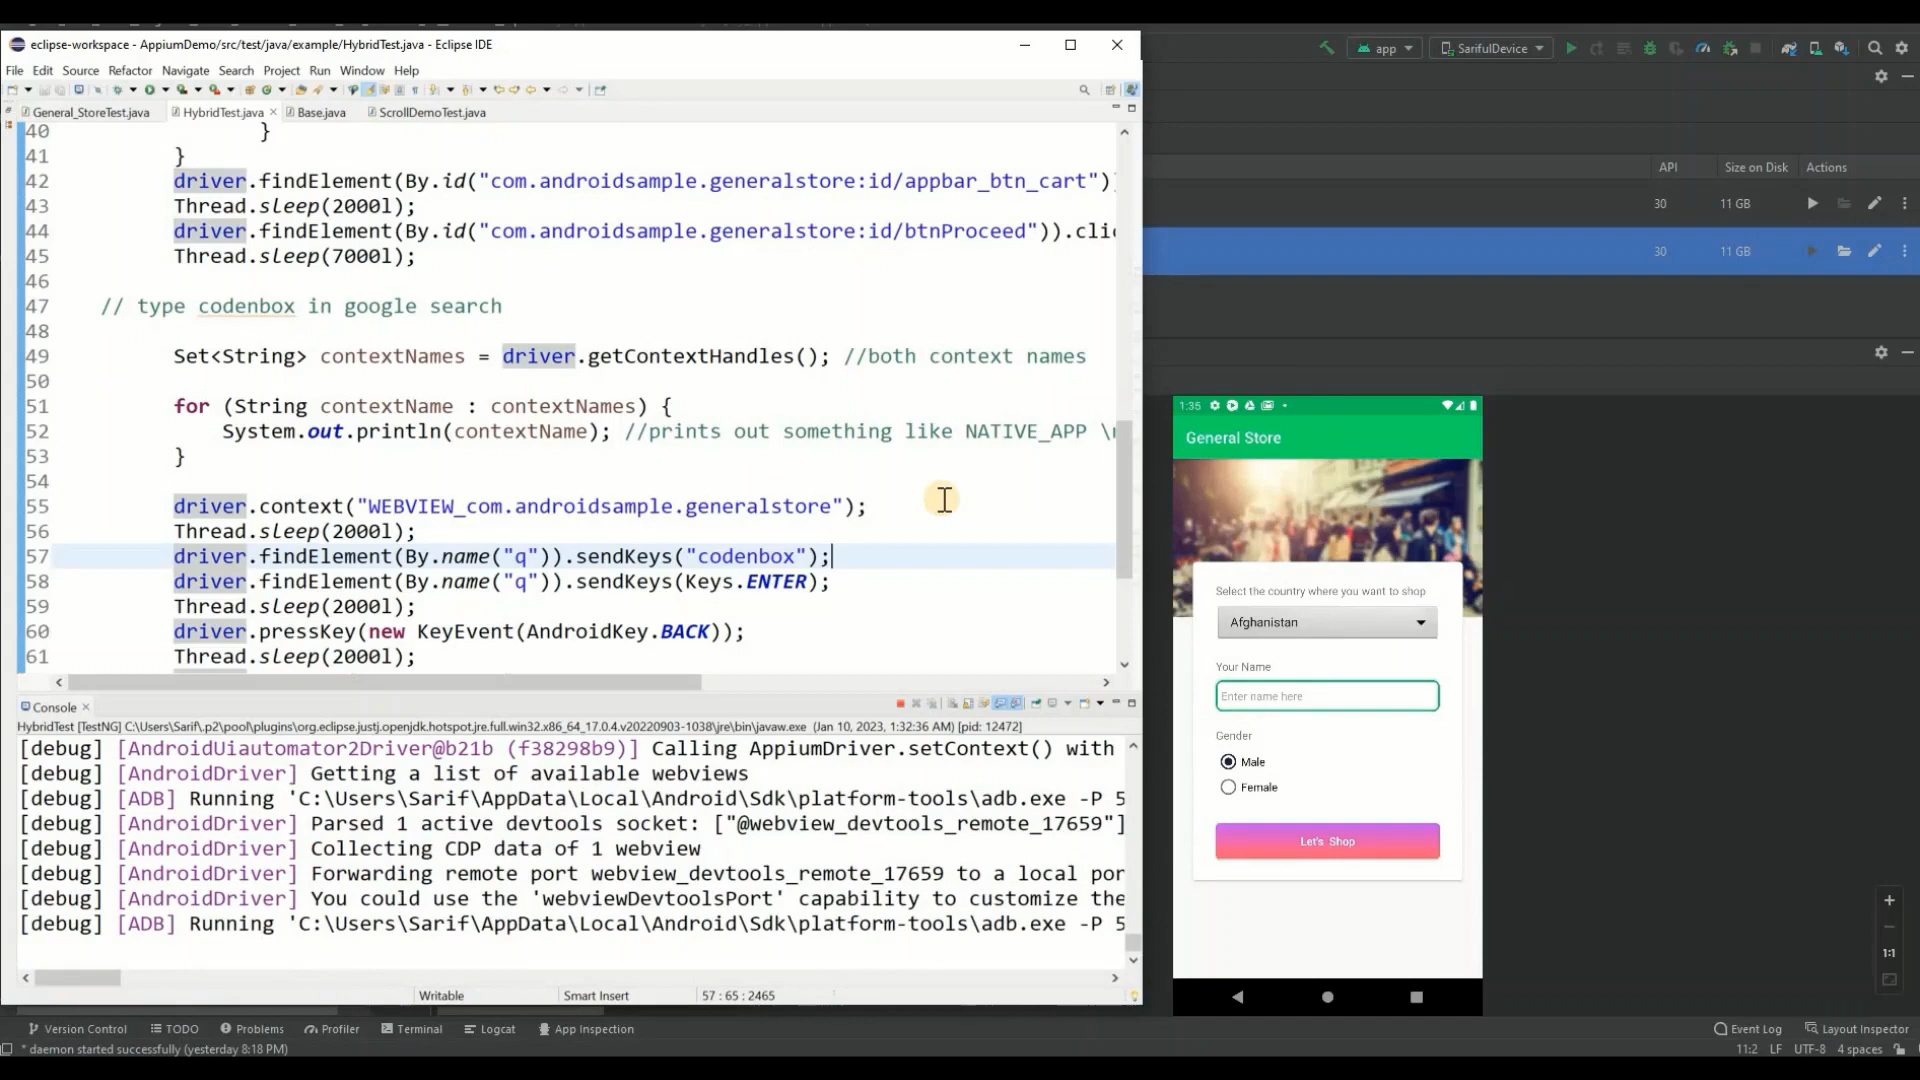 eclipse-workspace - AppiumDemo/src/test/java/example/HybridTest.java - Eclipse IDE
File Edit Source Refactor Navigate Search Project Run Window Help
General_StoreTest.java HybridTest.java Base.java ScrollDemoTest.java
40 }
41 }
42 driver.findElement(By.id("com.androidsample.generalstore:id/appbar_btn_cart")
43 Thread.sleep(2000l);
44 driver.findElement(By.id("com.androidsample.generalstore:id/btnProceed")).clic
45 Thread.sleep(7000l);
46
47 // type codenbox in google search
48
49 Set<String> contextNames = driver.getContextHandles(); //both context names
50
51 for (String contextName : contextNames) {
52 System.out.println(contextName); //prints out something like NATIVE_APP \n
53 }
54
55 driver.context("WEBVIEW_com.androidsample.generalstore");
56 Thread.sleep(2000l);
57 driver.findElement(By.name("q")).sendKeys("codenbox");
58 driver.findElement(By.name("q")).sendKeys(Keys.ENTER);
59 Thread.sleep(2000l);
60 driver.pressKey(new KeyEvent(AndroidKey.BACK));
61 Thread.sleep(2000l);
Console
HybridTest [TestNG] C:\Users\Sarif\.p2\pool\plugins\org.eclipse.justj.openjdk.hotspot.jre.full.win32.x86_64_17.0.4.v20220903-1038\jre\bin\javaw.exe (Jan 10, 2023, 1:32:36 AM) [pid: 12472]
[debug] [AndroidUiautomator2Driver@b21b (f38298b9)] Calling AppiumDriver.setContext() with
[debug] [AndroidDriver] Getting a list of available webviews
[debug] [ADB] Running 'C:\Users\Sarif\AppData\Local\Android\Sdk\platform-tools\adb.exe -P 5
[debug] [AndroidDriver] Parsed 1 active devtools socket: ["@webview_devtools_remote_17659"]
[debug] [AndroidDriver] Collecting CDP data of 1 webview
[debug] [AndroidDriver] Forwarding remote port webview_devtools_remote_17659 to a local por
[debug] [AndroidDriver] You could use the 'webviewDevtoolsPort' capability to customize the
[debug] [ADB] Running 'C:\Users\Sarif\AppData\Local\Android\Sdk\platform-tools\adb.exe -P 5
Writable Smart Insert 57 : 65 : 2465
app SarifulDevice
API Size on Disk Actions
30 11 GB
30 11 GB
1:35
General Store
Select the country where you want to shop
Afghanistan
Your Name
Enter name here
Gender
Male
Female
Let's Shop
1:1
Version Control TODO Problems Profiler Terminal Logcat App Inspection Event Log Layout Inspector
* daemon started successfully (yesterday 8:18 PM) 11:2 LF UTF-8 4 spaces